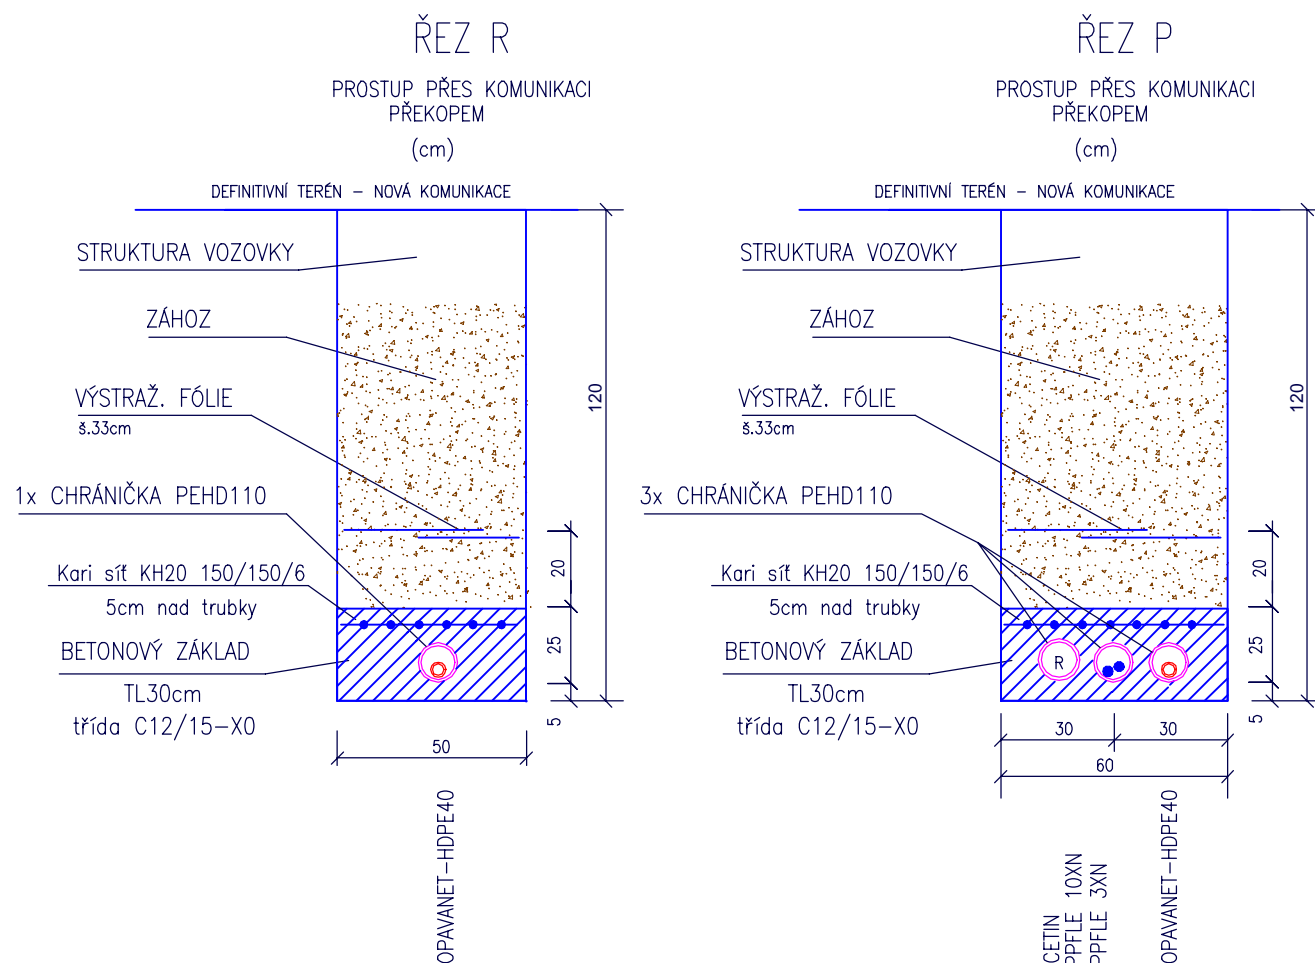 ŘEZ R
PROSTUP PŘES KOMUNIKACI
PŘEKOPEM
(cm)
DEFINITIVNÍ TERÉN – NOVÁ KOMUNIKACE
STRUKTURA VOZOVKY
ZÁHOZ
VÝSTRAŽ. FÓLIE
š.33cm
1x CHRÁNIČKA PEHD110
Kari síť KH20 150/150/6
5cm nad trubky
BETONOVÝ ZÁKLAD
TL30cm
třída C12/15–X0
120
20
25
5
50
OPAVANET–HDPE40
ŘEZ P
PROSTUP PŘES KOMUNIKACI
PŘEKOPEM
(cm)
DEFINITIVNÍ TERÉN – NOVÁ KOMUNIKACE
STRUKTURA VOZOVKY
ZÁHOZ
VÝSTRAŽ. FÓLIE
š.33cm
3x CHRÁNIČKA PEHD110
Kari síť KH20 150/150/6
5cm nad trubky
BETONOVÝ ZÁKLAD
TL30cm
třída C12/15–X0
R
120
20
25
5
30
30
60
CETIN
PPFLE 10XN
PPFLE 3XN
OPAVANET–HDPE40